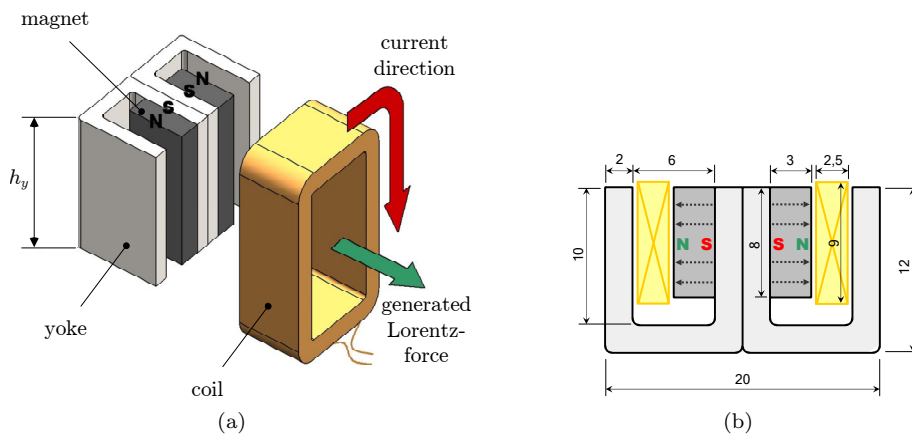 magnet
current
direction
N
S
S
N
h_y
yoke
coil
generated
Lorentz-
force
(a)
2
6
3
2,5
10
N
S
8
S
N
9
12
20
(b)